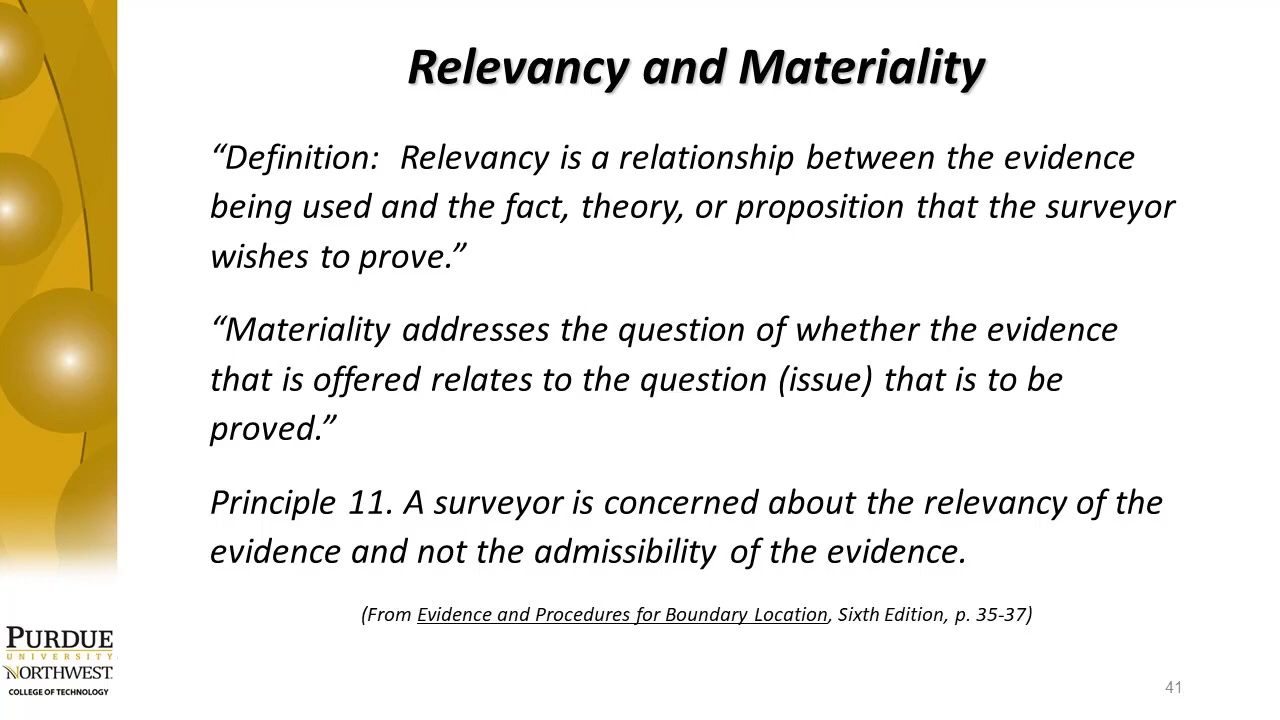 Relevancy and Materiality
“Definition:  Relevancy is a relationship between the evidence
being used and the fact, theory, or proposition that the surveyor
wishes to prove.”
“Materiality addresses the question of whether the evidence
that is offered relates to the question (issue) that is to be
proved.”
Principle 11. A surveyor is concerned about the relevancy of the
evidence and not the admissibility of the evidence.
(From Evidence and Procedures for Boundary Location, Sixth Edition, p. 35-37)
PURDUE
UNIVERSITY
NORTHWEST
COLLEGE OF TECHNOLOGY
41